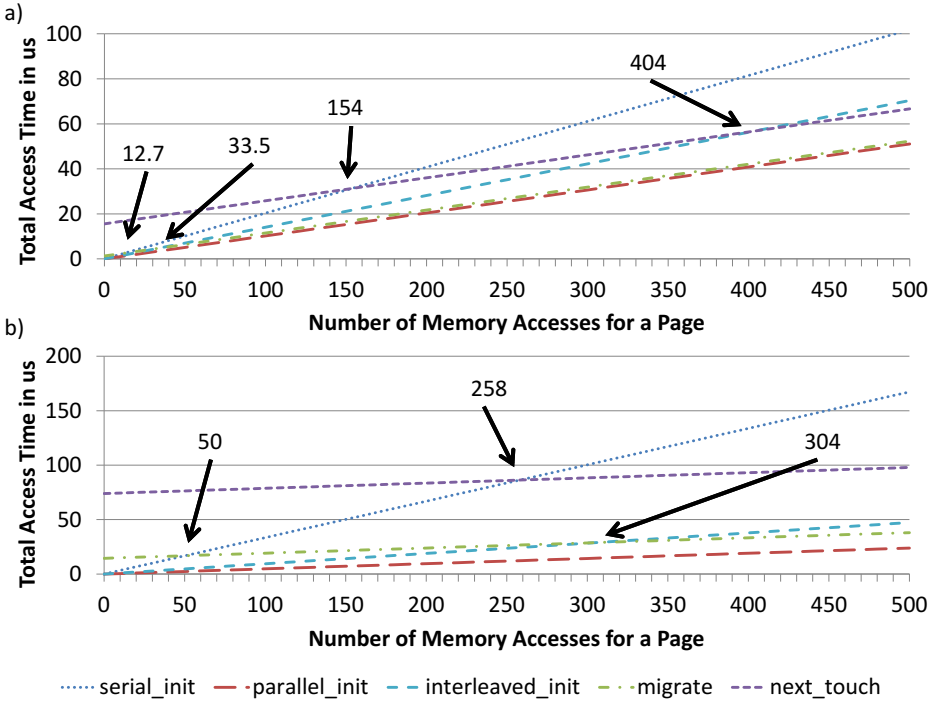 a)
Total Access Time in us
100
80
60
40
20
0
12.7
33.5
154
404
0 50 100 150 200 250 300 350 400 450 500
Number of Memory Accesses for a Page
b)
Total Access Time in us
200
150
100
50
0
50
258
304
0 50 100 150 200 250 300 350 400 450 500
Number of Memory Accesses for a Page
serial_init parallel_init interleaved_init migrate next_touch